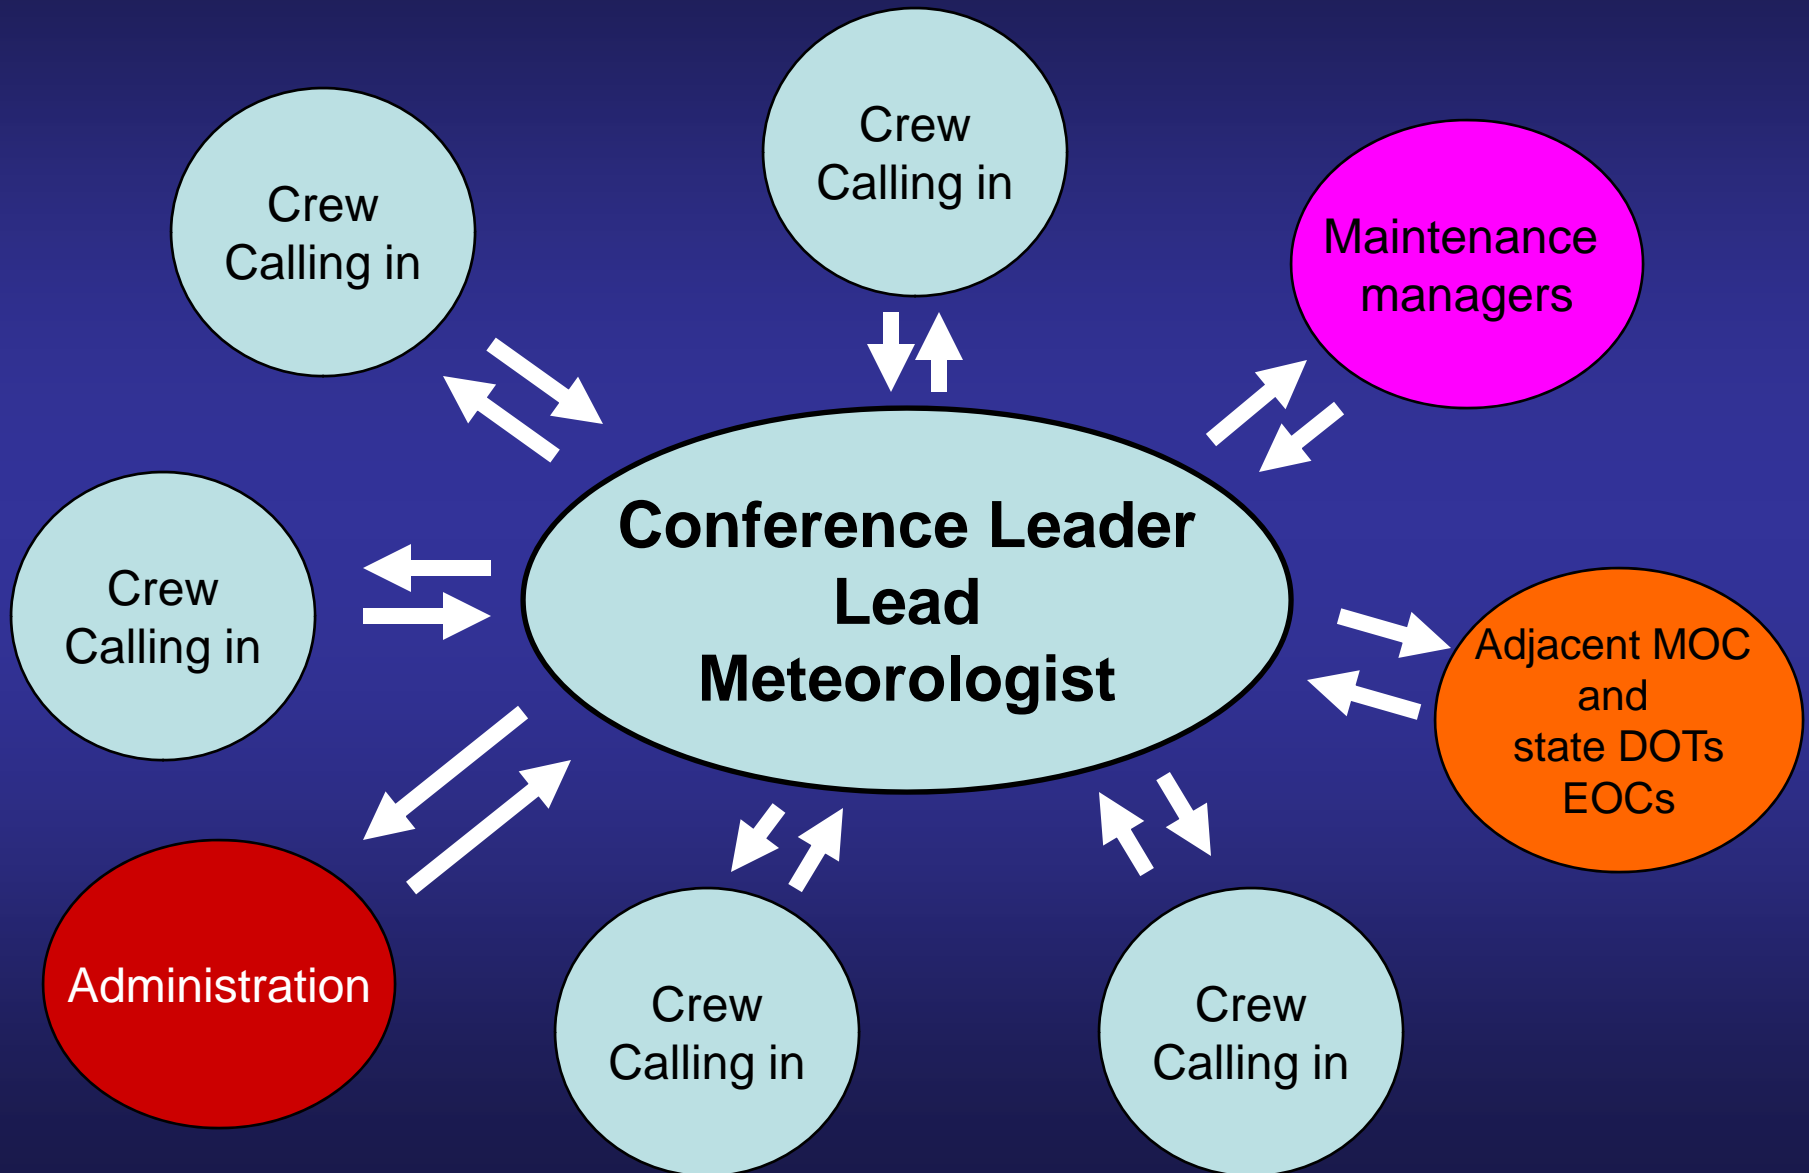 Crew
Calling in
Crew
Calling in
Maintenance
managers
Conference Leader
Lead
Meteorologist
Crew
Calling in
Adjacent MOC
and
state DOTs
EOCs
Administration
Crew
Calling in
Crew
Calling in